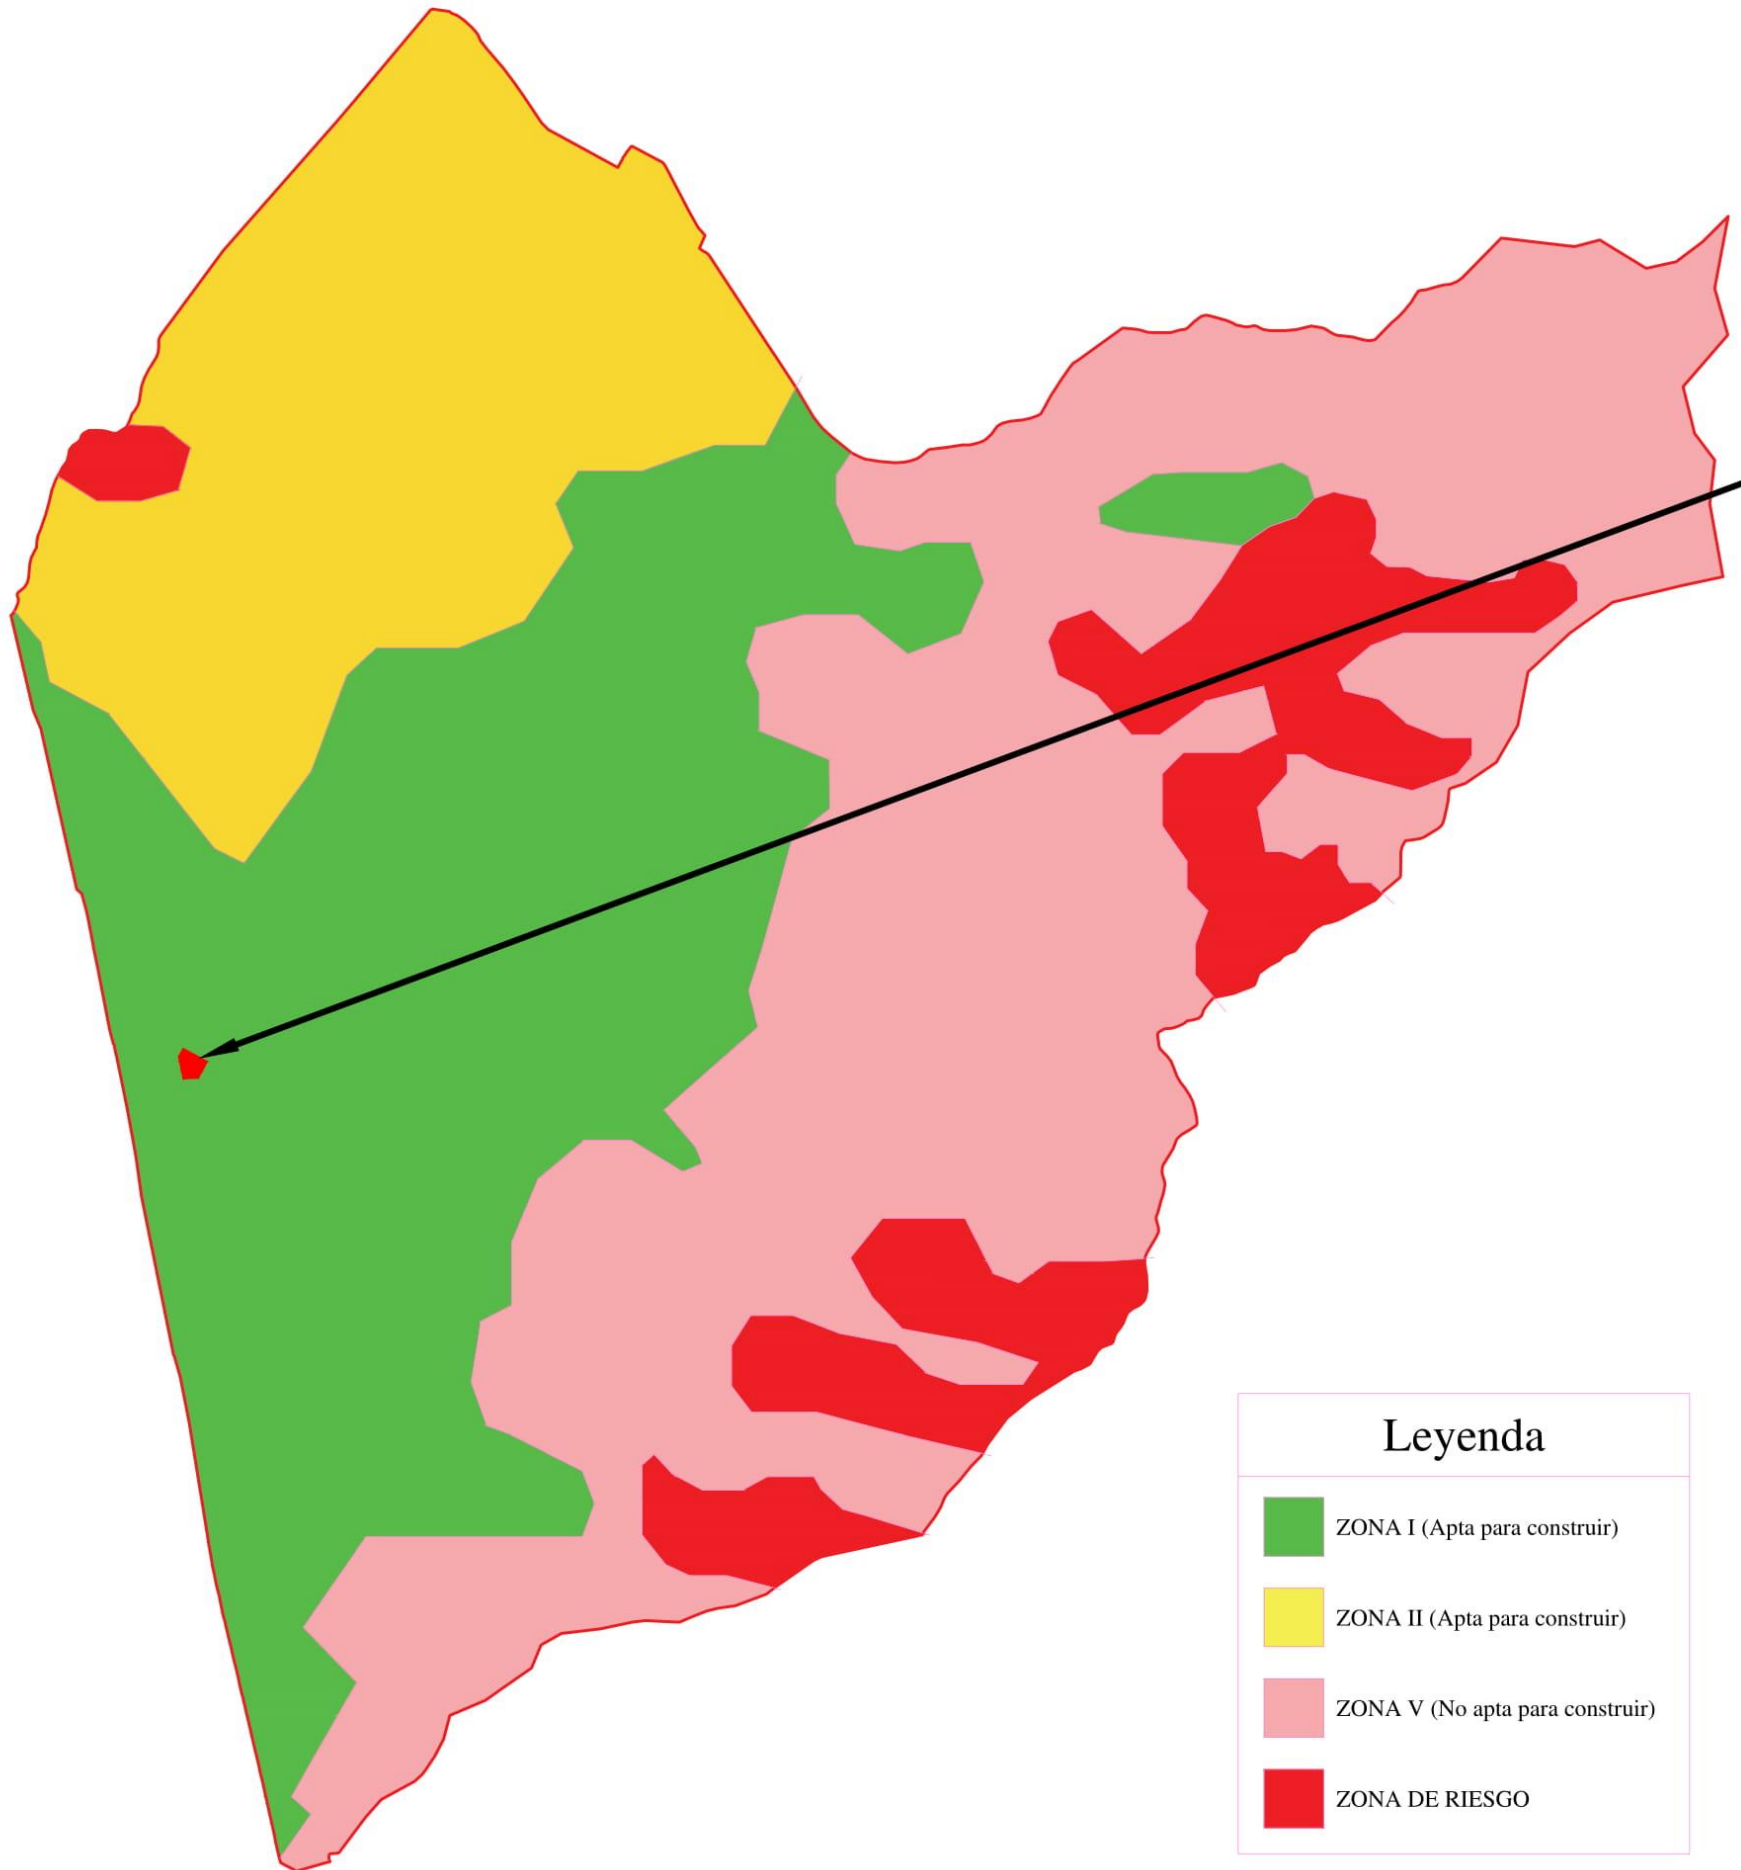 Leyenda
ZONA I (Apta para construir)
ZONA II (Apta para construir)
ZONA V (No apta para construir)
ZONA DE RIESGO